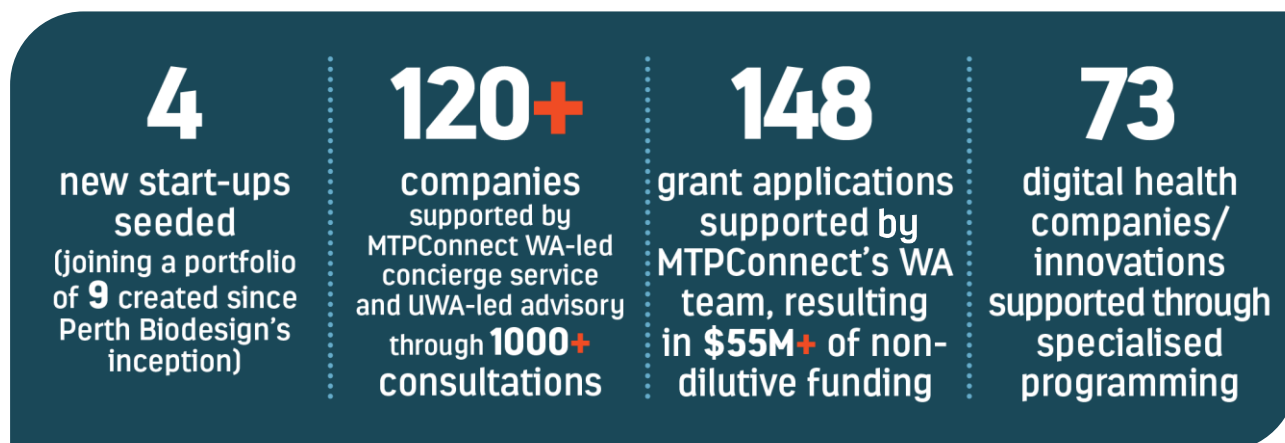 4
new start-ups
seeded
(joining a portfolio
of 9 created since
Perth Biodesign's
inception)
120+
companies
supported by
MTPConnect WA-led
concierge service
and UWA-led advisory
through 1000+
consultations
148
grant applications
supported by
MTPConnect's WA
team, resulting
in $55M+ of non-
dilutive funding
73
digital health
companies/
innovations
supported through
specialised
programming